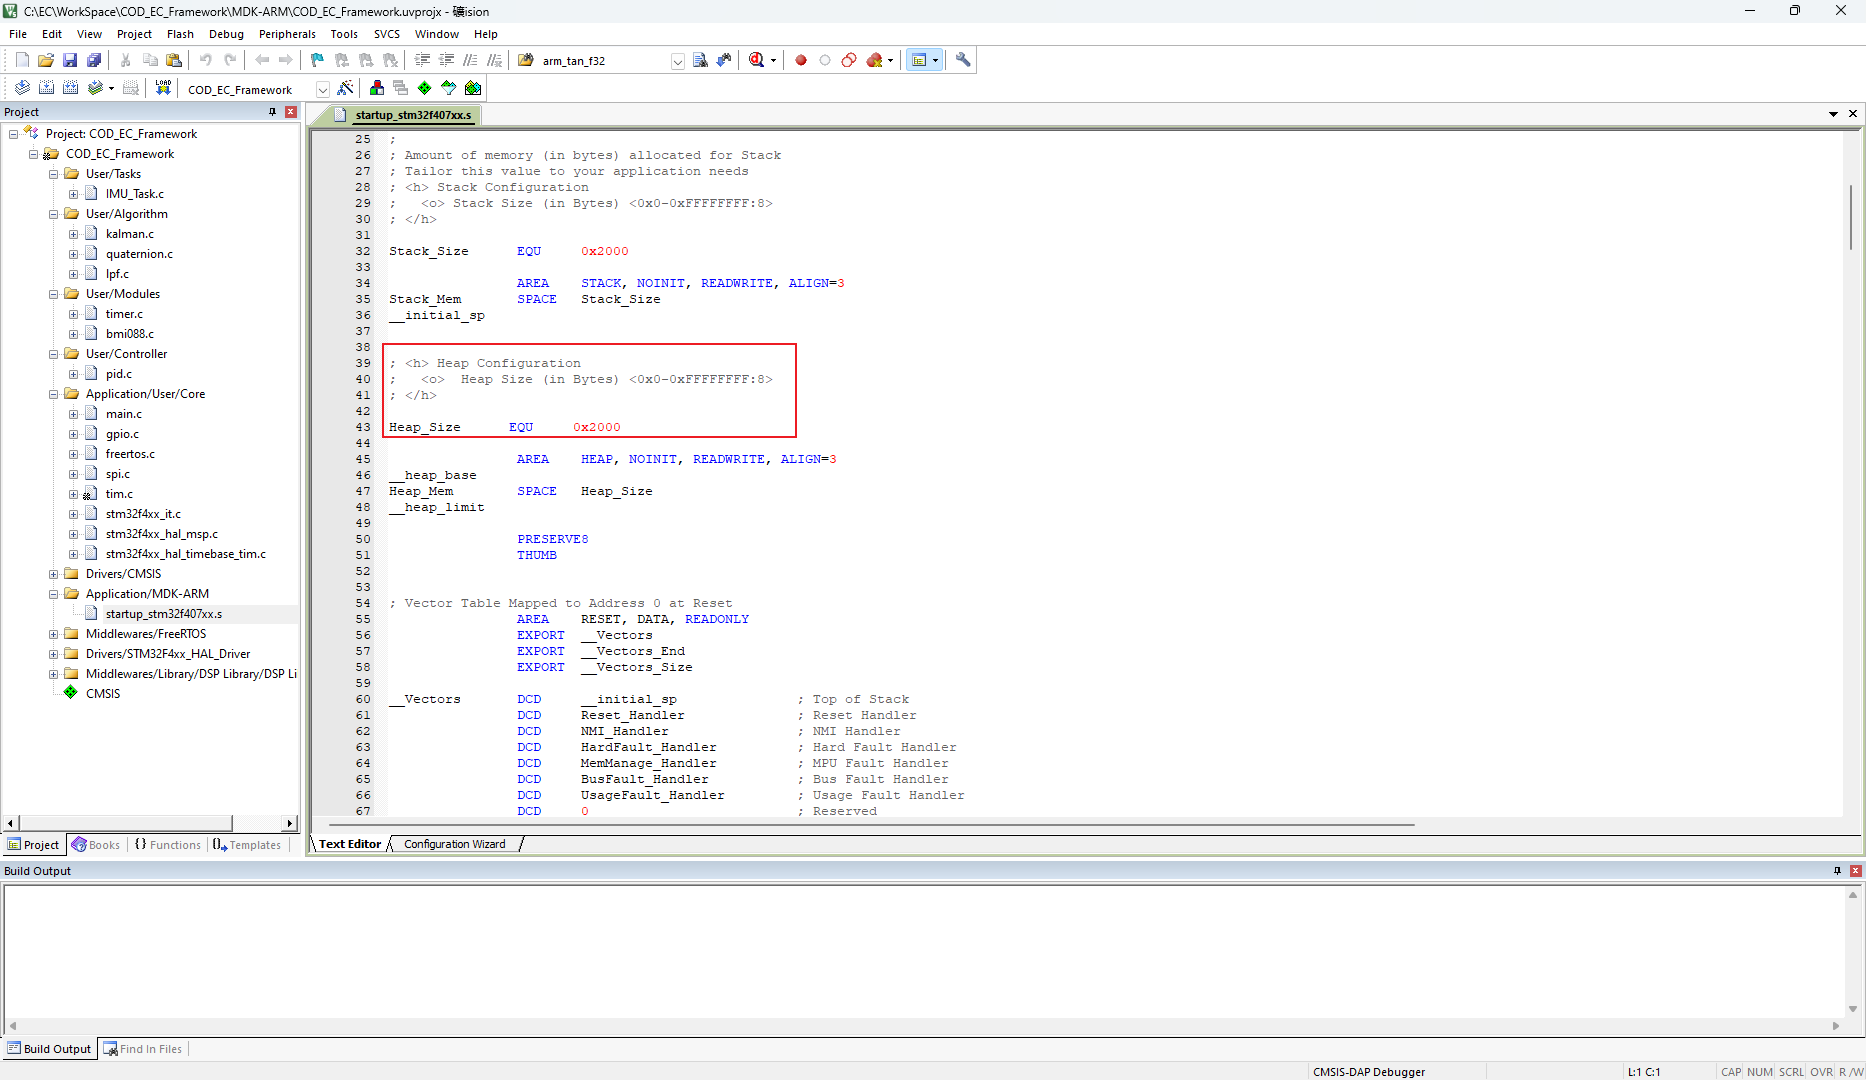 C:\EC\WorkSpace\COD_EC_Framework\MDK-ARM\COD_EC_Framework.uvprojx - 礦ision
File Edit View Project Flash Debug Peripherals Tools SVCS Window Help
arm_tan_f32
LOAD COD_EC_Framework
Project
Project: COD_EC_Framework
COD_EC_Framework
User/Tasks
IMU_Task.c
User/Algorithm
kalman.c
quaternion.c
lpf.c
User/Modules
timer.c
bmi088.c
User/Controller
pid.c
Application/User/Core
main.c
gpio.c
freertos.c
spi.c
tim.c
stm32f4xx_it.c
stm32f4xx_hal_msp.c
stm32f4xx_hal_timebase_tim.c
Drivers/CMSIS
Application/MDK-ARM
startup_stm32f407xx.s
Middlewares/FreeRTOS
Drivers/STM32F4xx_HAL_Driver
Middlewares/Library/DSP Library/DSP Li
CMSIS
Project Books {} Functions Templates
startup_stm32f407xx.s
25 ;
26 ; Amount of memory (in bytes) allocated for Stack
27 ; Tailor this value to your application needs
28 ; <h> Stack Configuration
29 ;   <o> Stack Size (in Bytes) <0x0-0xFFFFFFFF:8>
30 ; </h>
31
32 Stack_Size      EQU     0x2000
33
34                 AREA    STACK, NOINIT, READWRITE, ALIGN=3
35 Stack_Mem       SPACE   Stack_Size
36 __initial_sp
37
38
39 ; <h> Heap Configuration
40 ;   <o>  Heap Size (in Bytes) <0x0-0xFFFFFFFF:8>
41 ; </h>
42
43 Heap_Size      EQU     0x2000
44
45                 AREA    HEAP, NOINIT, READWRITE, ALIGN=3
46 __heap_base
47 Heap_Mem        SPACE   Heap_Size
48 __heap_limit
49
50                 PRESERVE8
51                 THUMB
52
53
54 ; Vector Table Mapped to Address 0 at Reset
55                 AREA    RESET, DATA, READONLY
56                 EXPORT  __Vectors
57                 EXPORT  __Vectors_End
58                 EXPORT  __Vectors_Size
59
60 __Vectors       DCD     __initial_sp               ; Top of Stack
61                 DCD     Reset_Handler              ; Reset Handler
62                 DCD     NMI_Handler                ; NMI Handler
63                 DCD     HardFault_Handler          ; Hard Fault Handler
64                 DCD     MemManage_Handler          ; MPU Fault Handler
65                 DCD     BusFault_Handler           ; Bus Fault Handler
66                 DCD     UsageFault_Handler         ; Usage Fault Handler
67                 DCD     0                          ; Reserved
Text Editor Configuration Wizard
Build Output
Build Output Find In Files
CMSIS-DAP Debugger L:1 C:1 CAP NUM SCRL OVR R/W